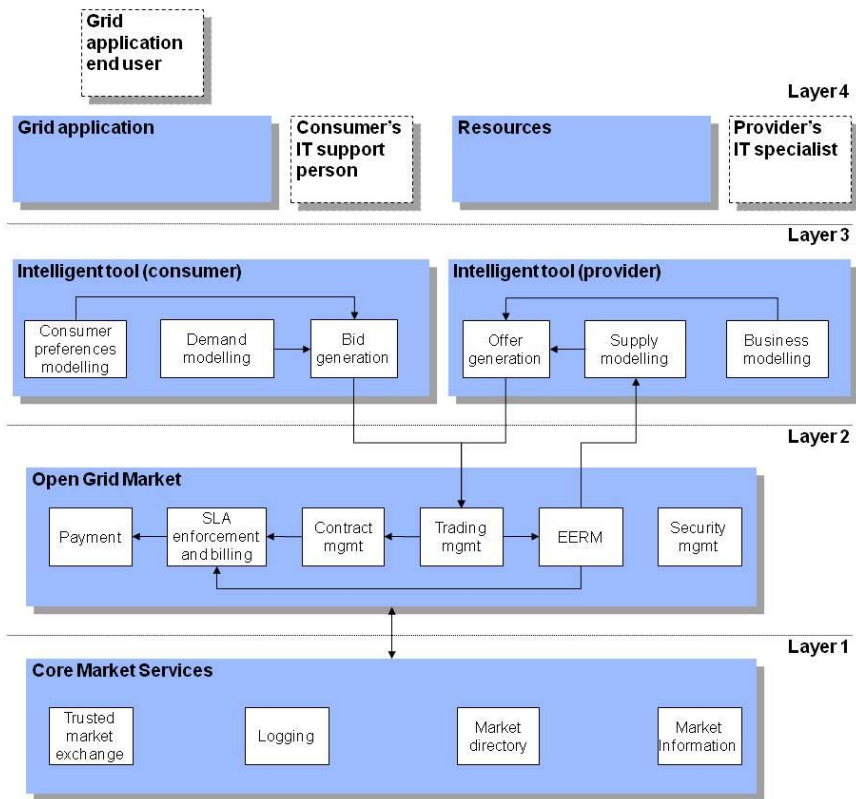 Grid
application
end user
Layer 4
Grid application
Consumer's
IT support
person
Resources
Provider's
IT specialist
Layer 3
Intelligent tool (consumer)
Intelligent tool (provider)
Consumer
preferences
modelling
Demand
modelling
Bid
generation
Offer
generation
Supply
modelling
Business
modelling
Layer 2
Open Grid Market
Payment
SLA
enforcement
and billing
Contract
mgmt
Trading
mgmt
EERM
Security
mgmt
Layer 1
Core Market Services
Trusted
market
exchange
Logging
Market
directory
Market
Information